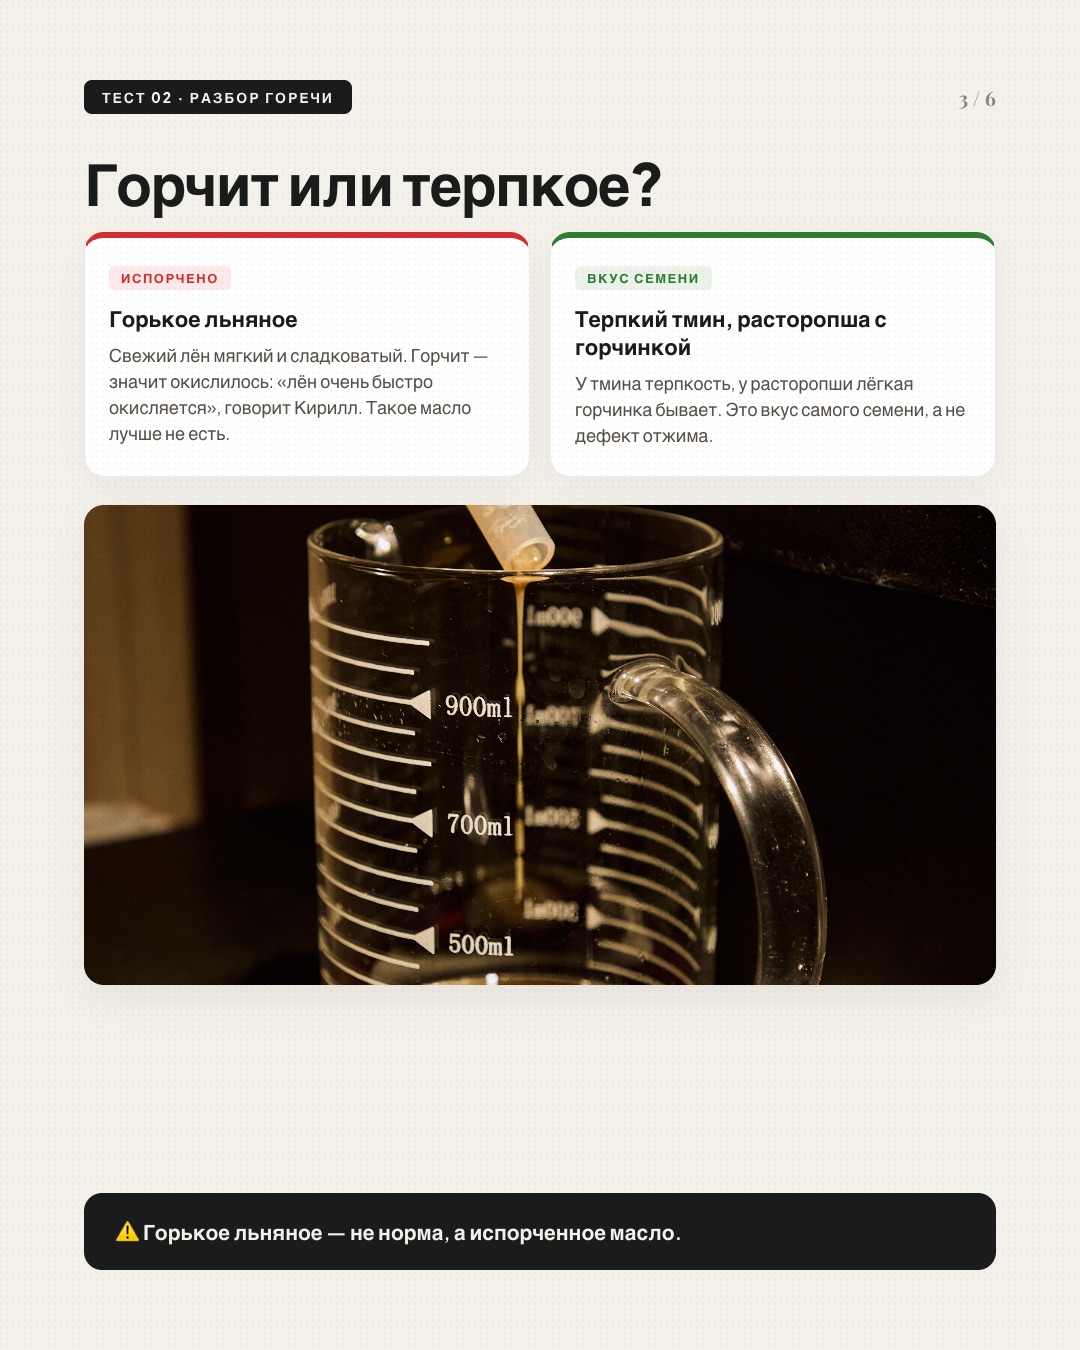 ТЕСТ 02 · РАЗБОР ГОРЕЧИ
3 / 6
Горчит или терпкое?
ИСПОРЧЕНО
Горькое льняное
Свежий лён мягкий и сладковатый. Горчит —
значит окислилось: «лён очень быстро
окисляется», говорит Кирилл. Такое масло
лучше не есть.
ВКУС СЕМЕНИ
Терпкий тмин, расторопша с
горчинкой
У тмина терпкость, у расторопши лёгкая
горчинка бывает. Это вкус самого семени, а не
дефект отжима.
900ml
700ml
500ml
⚠️ Горькое льняное — не норма, а испорченное масло.